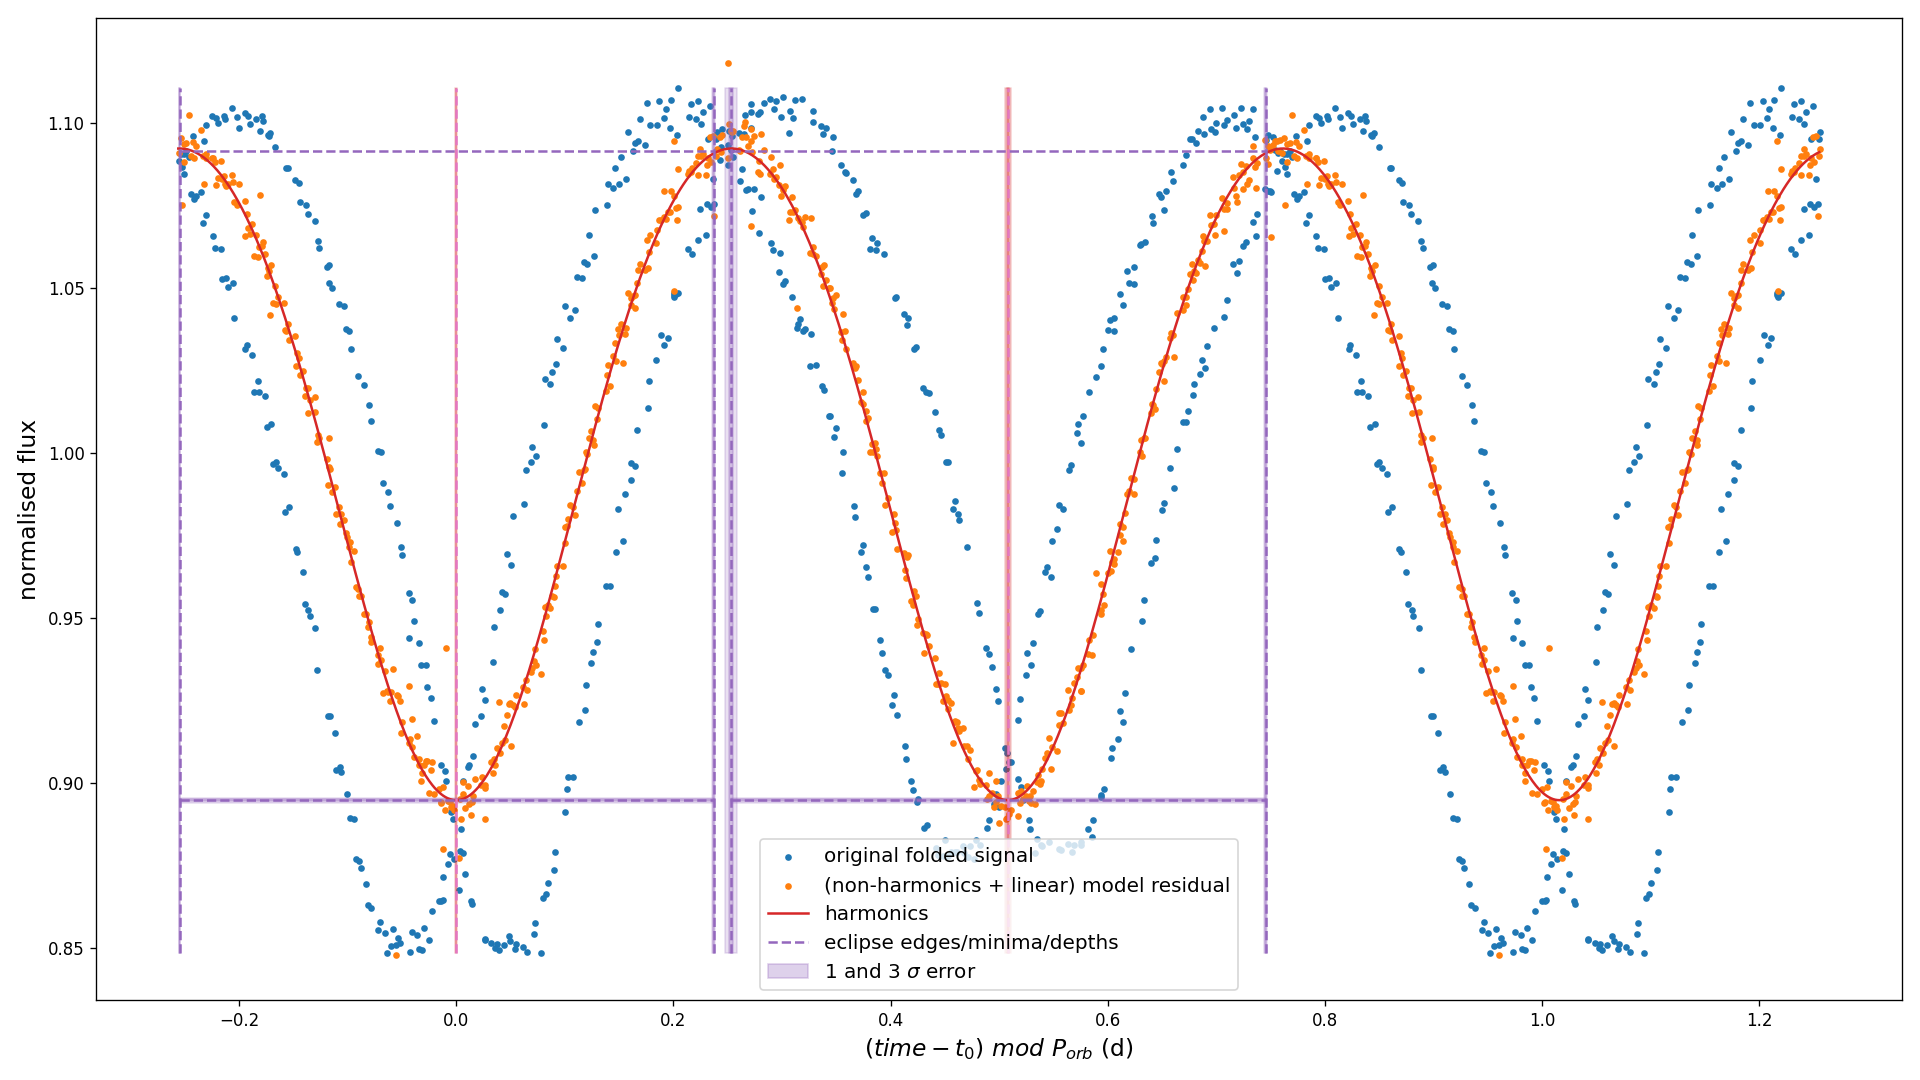 normalised flux
1.10
1.05
1.00
0.95
0.90
0.85
original folded signal
(non-harmonics + linear) model residual
harmonics
eclipse edges/minima/depths
1 and 3 σ error
−0.2 0.0 0.2 0.4 0.6 0.8 1.0 1.2
(time − t₀) mod Pₒᵣb (d)